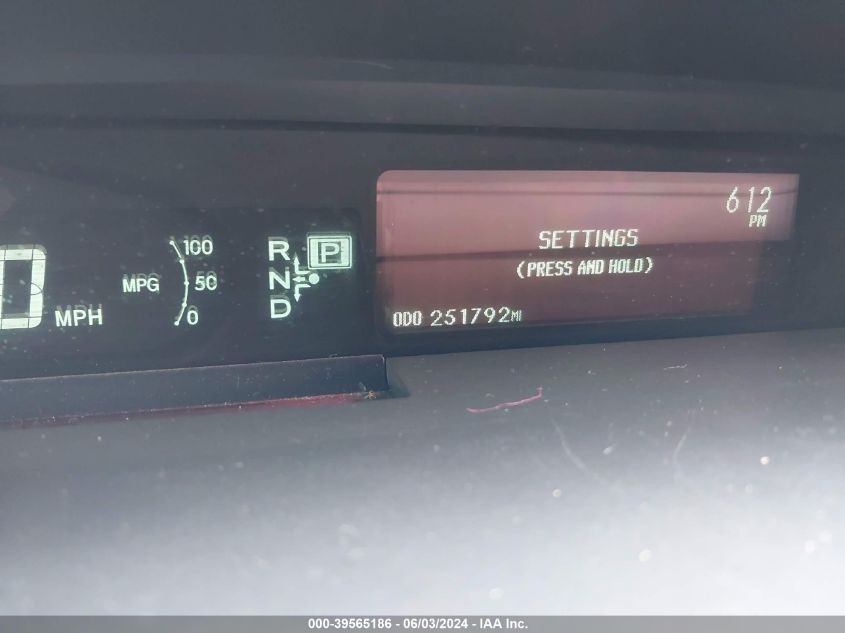 612
PM
SETTINGS
(PRESS AND HOLD)
ODO 251792MI
0 MPH
MPG
100
50
0
R
N
D
P
000-39565186 - 06/03/2024 - IAA Inc.